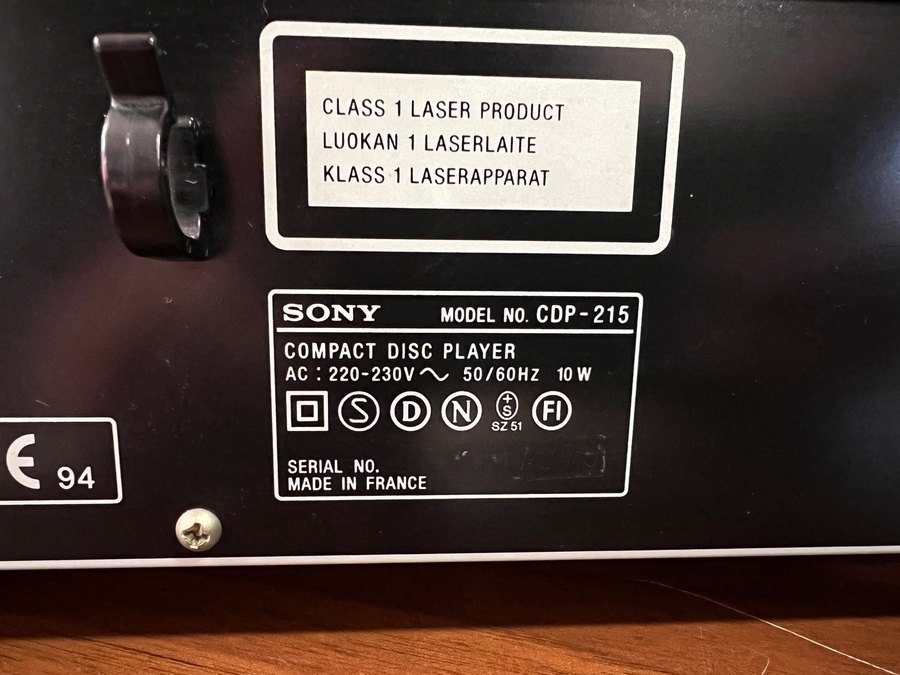 CLASS 1 LASER PRODUCT
LUOKAN 1 LASERLAITE
KLASS 1 LASERAPPARAT
SONY MODEL NO. CDP-215
COMPACT DISC PLAYER
AC : 220-230V ~ 50/60Hz 10 W
S D N +S FI
SZ 51
SERIAL NO.
MADE IN FRANCE
CE 94